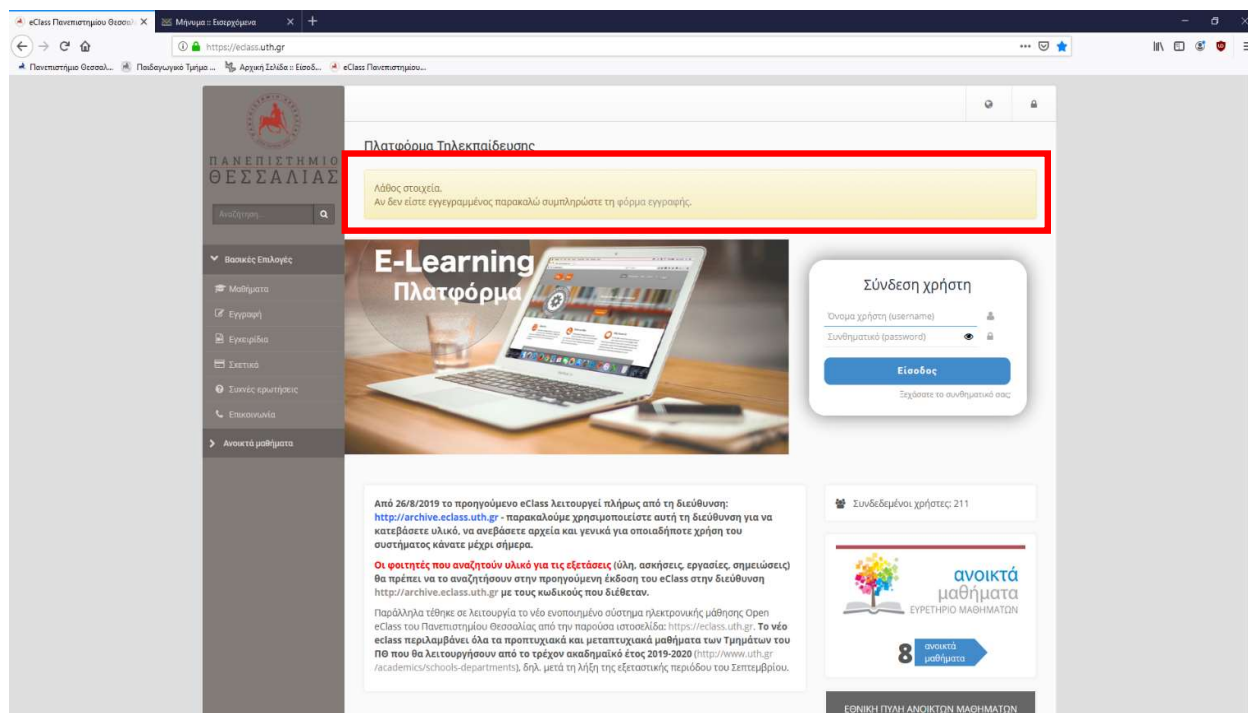 eClass Πανεπιστημίου Θεσσαλ
Μήνυμα :: Εισερχόμενα
https://eclass.uth.gr
Πανεπιστήμιο Θεσσαλ...
Παιδαγωγικό Τμήμα ...
Αρχική Σελίδα :: Είσοδ...
eClass Πανεπιστημίου...
ΠΑΝΕΠΙΣΤΗΜΙΟ
ΘΕΣΣΑΛΙΑΣ
Αναζήτηση...
Βασικές Επιλογές
Μαθήματα
Εγγραφή
Εγχειρίδια
Σχετικά
Συχνές ερωτήσεις
Επικοινωνία
Ανοικτά μαθήματα
Πλατφόρμα Τηλεκπαίδευσης
Λάθος στοιχεία.
Αν δεν είστε εγγεγραμμένος παρακαλώ συμπληρώστε τη φόρμα εγγραφής.
E-Learning
Πλατφόρμα
Σύνδεση χρήστη
Όνομα χρήστη (username)
Συνθηματικό (password)
Είσοδος
Ξεχάσατε το συνθηματικό σας;
Από 26/8/2019 το προηγούμενο eClass λειτουργεί πλήρως από τη διεύθυνση:
http://archive.eclass.uth.gr - παρακαλούμε χρησιμοποιείστε αυτή τη διεύθυνση για να
κατεβάσετε υλικό, να ανεβάσετε αρχεία και γενικά για οποιαδήποτε χρήση του
συστήματος κάνατε μέχρι σήμερα.
Οι φοιτητές που αναζητούν υλικό για τις εξετάσεις (ύλη, ασκήσεις, εργασίες, σημειώσεις)
θα πρέπει να το αναζητήσουν στην προηγούμενη έκδοση του eClass στην διεύθυνση
http://archive.eclass.uth.gr με τους κωδικούς που διέθεταν.
Παράλληλα τέθηκε σε λειτουργία το νέο ενοποιημένο σύστημα ηλεκτρονικής μάθησης Open
eClass του Πανεπιστημίου Θεσσαλίας από την παρούσα ιστοσελίδα: https://eclass.uth.gr. Το νέο
eclass περιλαμβάνει όλα τα προπτυχιακά και μεταπτυχιακά μαθήματα των Τμημάτων του
ΠΘ που θα λειτουργήσουν από το τρέχον ακαδημαϊκό έτος 2019-2020 (http://www.uth.gr
/academics/schools-departments), δηλ. μετά τη λήξη της εξεταστικής περιόδου του Σεπτεμβρίου.
Συνδεδεμένοι χρήστες: 211
ανοικτά
μαθήματα
ΕΥΡΕΤΗΡΙΟ ΜΑΘΗΜΑΤΩΝ
8 ανοικτά
μαθήματα
ΕΘΝΙΚΗ ΠΥΛΗ ΑΝΟΙΚΤΩΝ ΜΑΘΗΜΑΤΩΝ